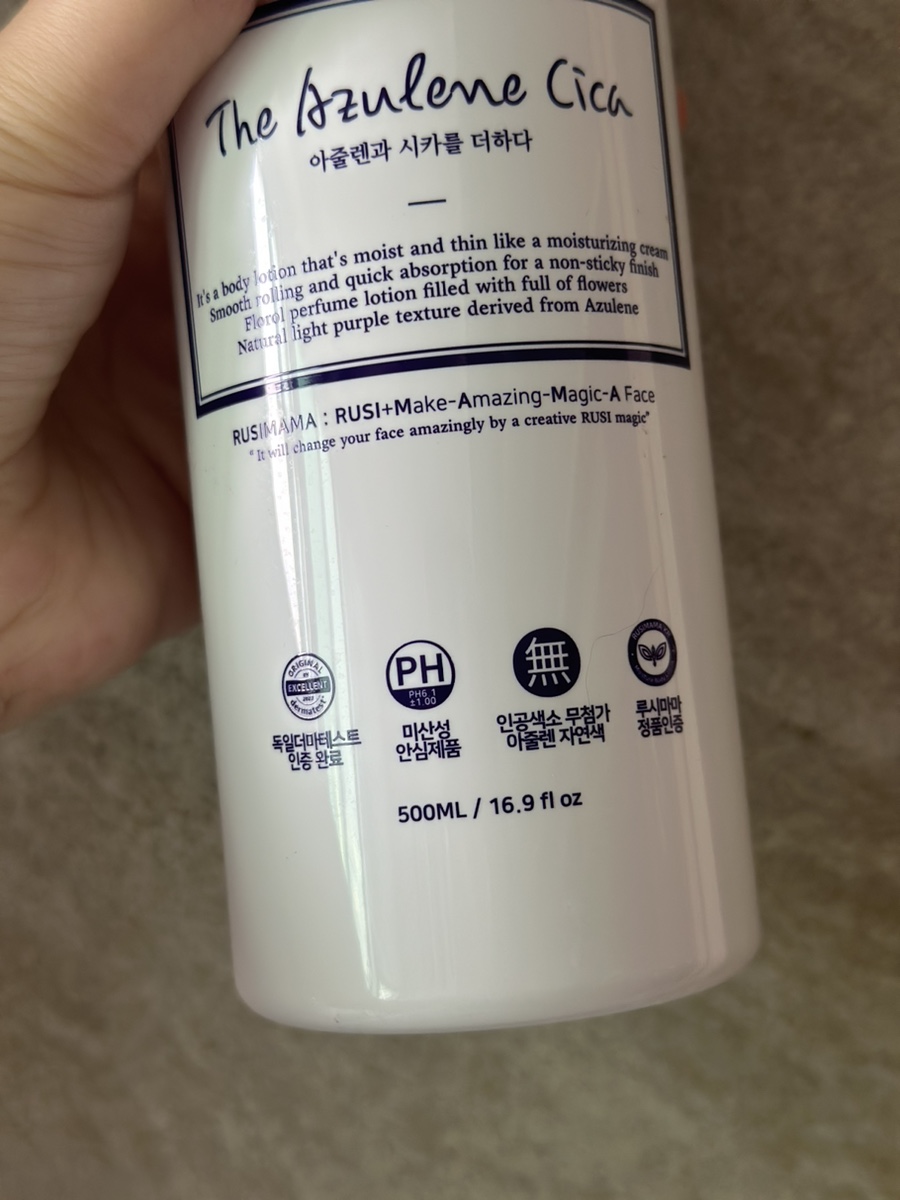 The Azulene Cica
아줄렌과 시카를 더하다
It's a body lotion that's moist and thin like a moisturizing cream
Smooth rolling and quick absorption for a non-sticky finish
Florol perfume lotion filled with full of flowers
Natural light purple texture derived from Azulene
RUSIMAMA : RUSI+Make-Amazing-Magic-A Face
" It will change your face amazingly by a creative RUSI magic"
ORIGINAL
EXCELLENT
dermatest
독일더마테스트
인증 완료
PH
PH6.1
±1.00
미산성
안심제품
無
인공색소 무첨가
아줄렌 자연색
루시마마
정품인증
500ML / 16.9 fl oz